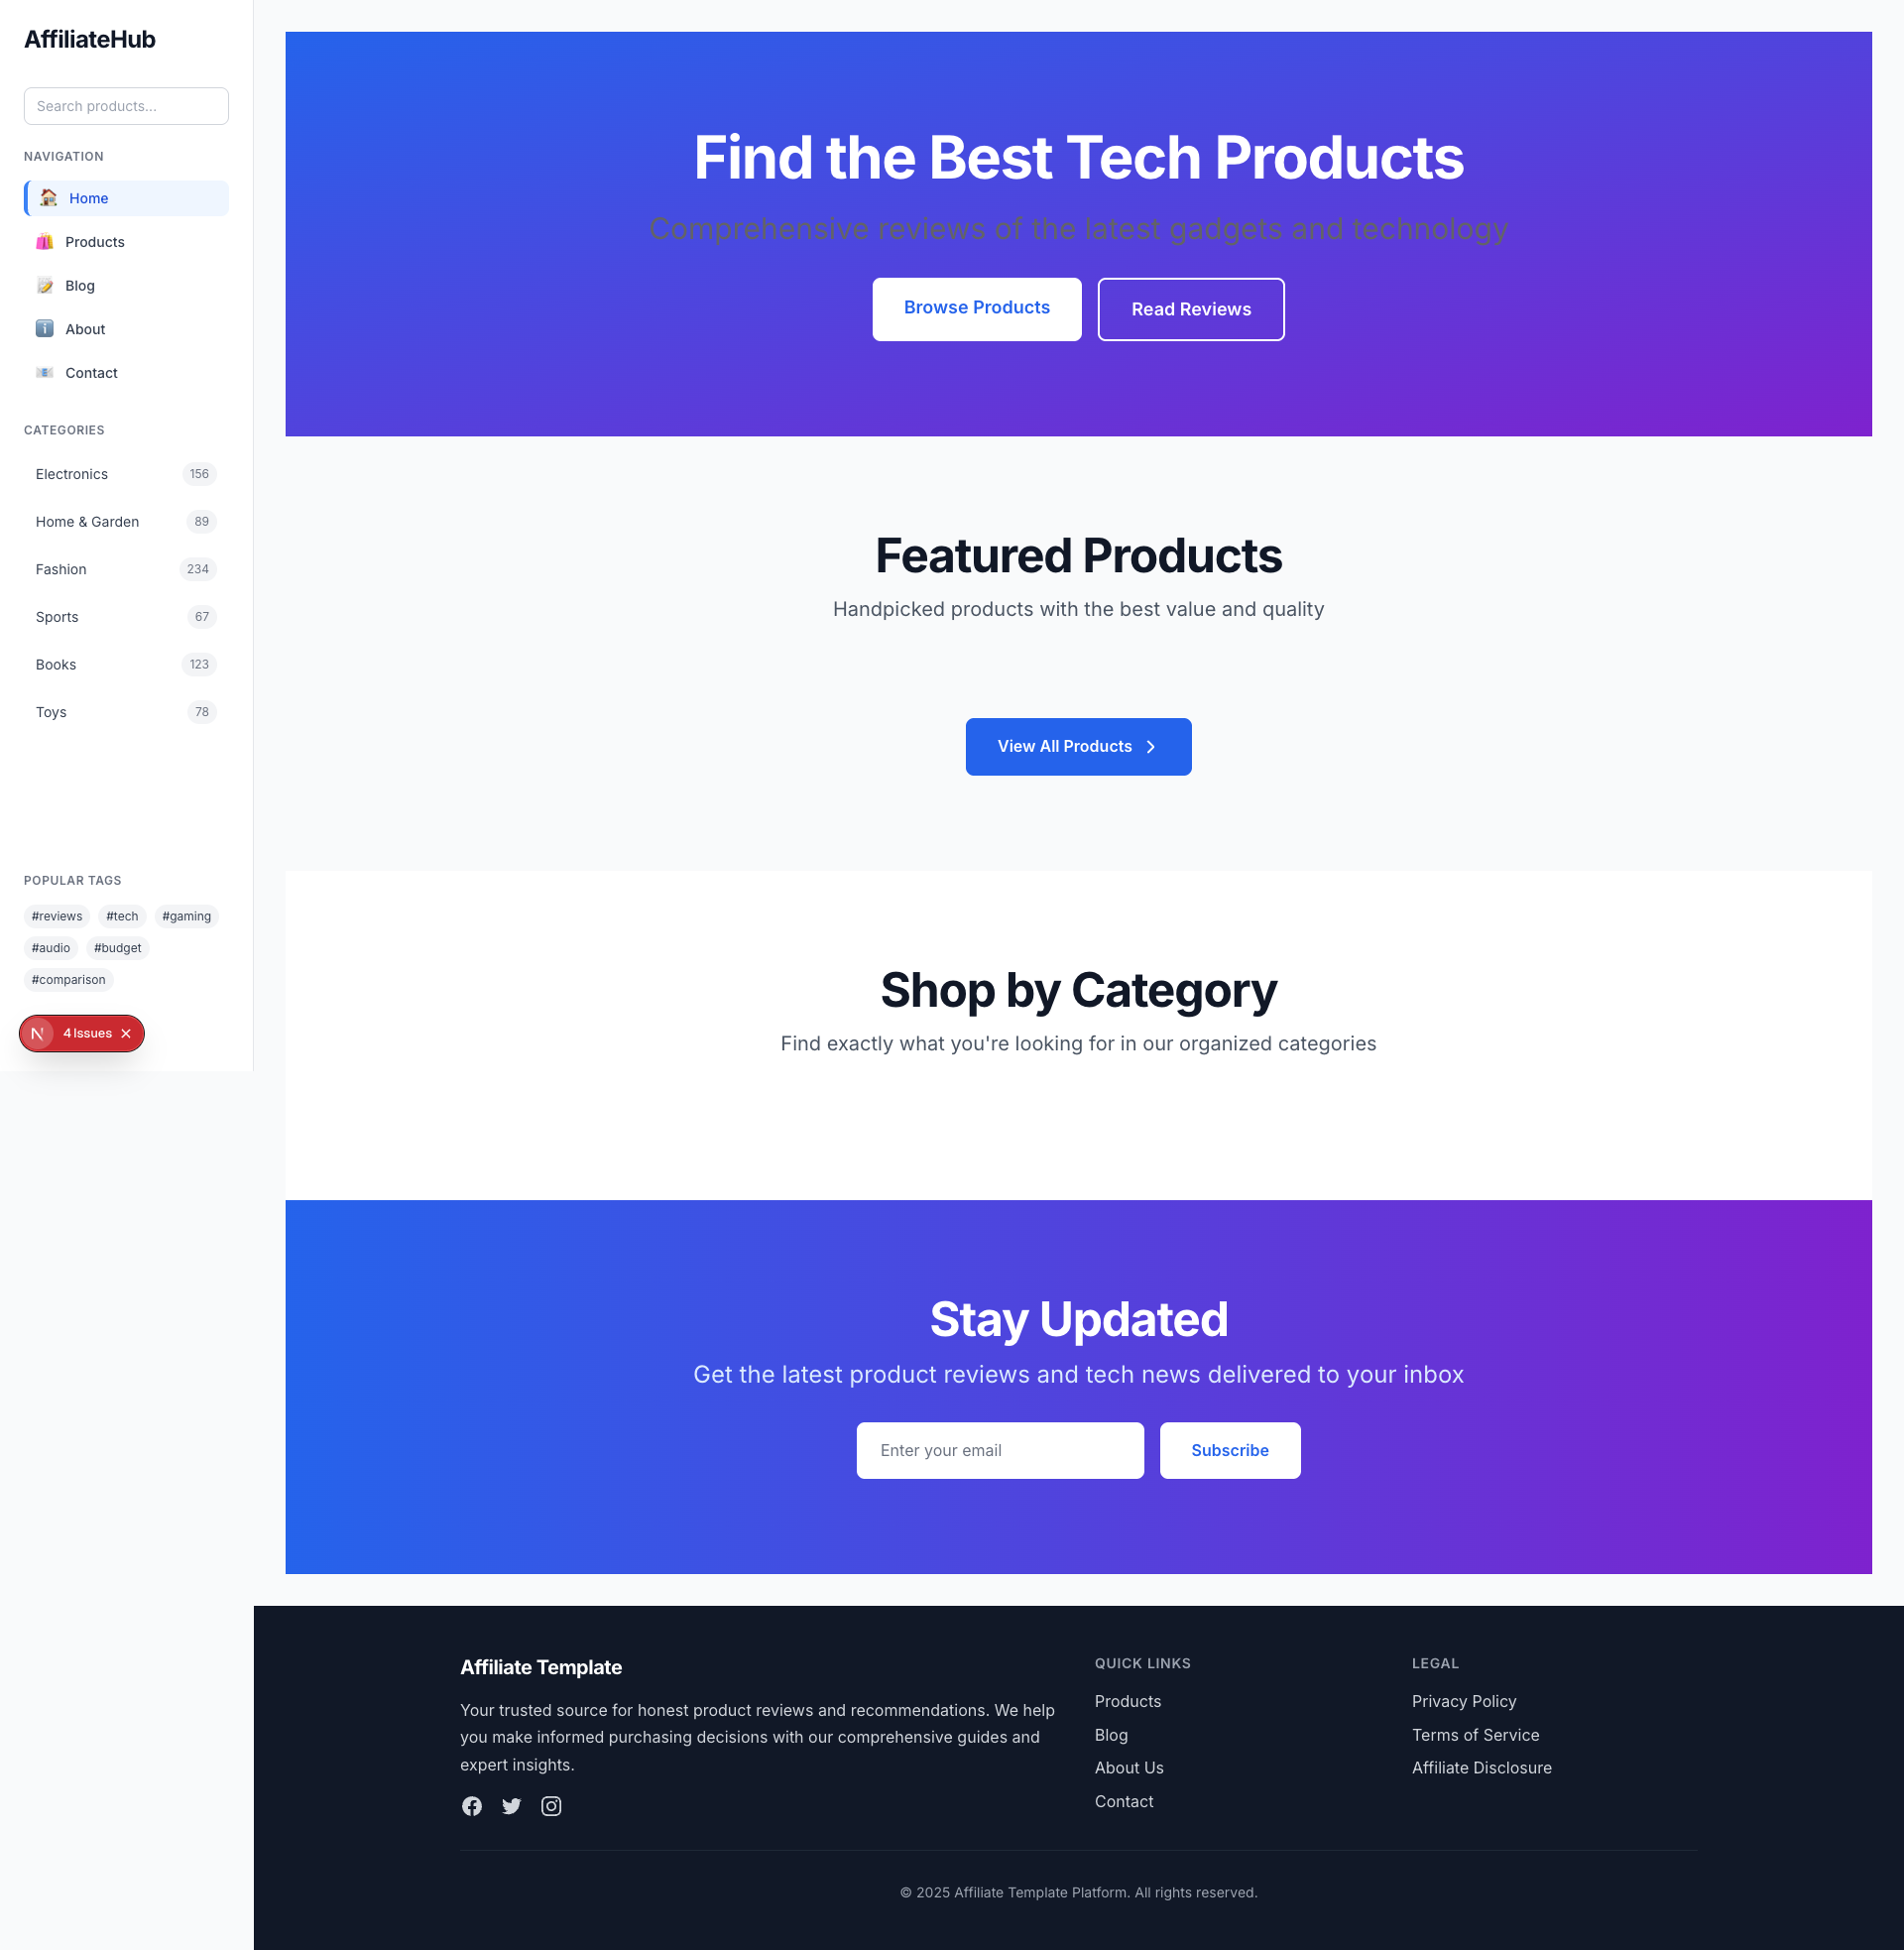 AffiliateHub
Search products...
NAVIGATION
Home
Products
Blog
About
Contact
CATEGORIES
Electronics 156
Home & Garden 89
Fashion 234
Sports 67
Books 123
Toys 78
POPULAR TAGS
#reviews #tech #gaming
#audio #budget
#comparison
N 4 Issues
Find the Best Tech Products
Comprehensive reviews of the latest gadgets and technology
Browse Products Read Reviews
Featured Products
Handpicked products with the best value and quality
View All Products
Shop by Category
Find exactly what you're looking for in our organized categories
Stay Updated
Get the latest product reviews and tech news delivered to your inbox
Enter your email Subscribe
Affiliate Template
Your trusted source for honest product reviews and recommendations. We help
you make informed purchasing decisions with our comprehensive guides and
expert insights.
QUICK LINKS
Products
Blog
About Us
Contact
LEGAL
Privacy Policy
Terms of Service
Affiliate Disclosure
© 2025 Affiliate Template Platform. All rights reserved.